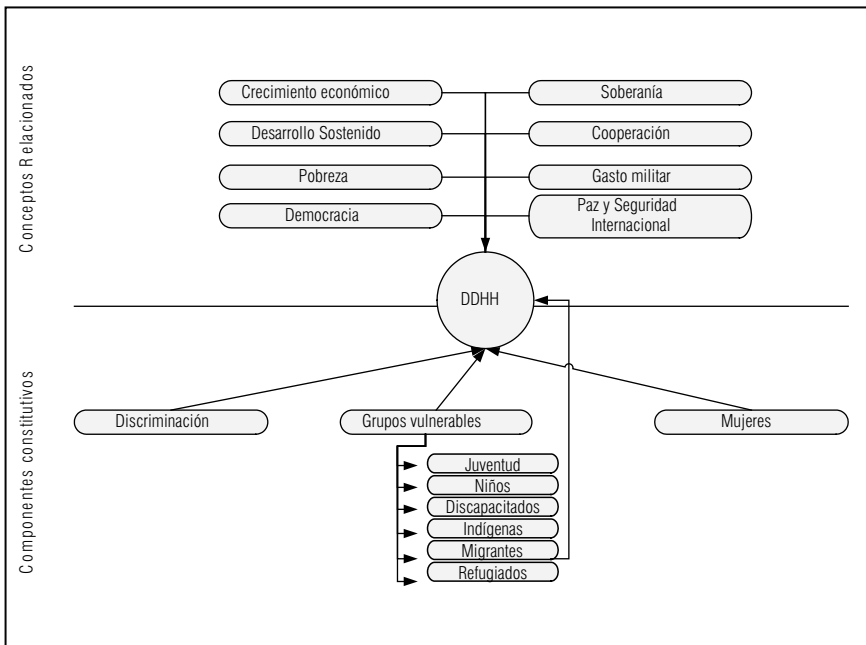 Conceptos Relacionados
Crecimiento económico
Soberanía
Desarrollo Sostenido
Cooperación
Pobreza
Gasto militar
Democracia
Paz y Seguridad
Internacional
DDHH
Componentes constitutivos
Discriminación
Grupos vulnerables
Mujeres
Juventud
Niños
Discapacitados
Indígenas
Migrantes
Refugiados